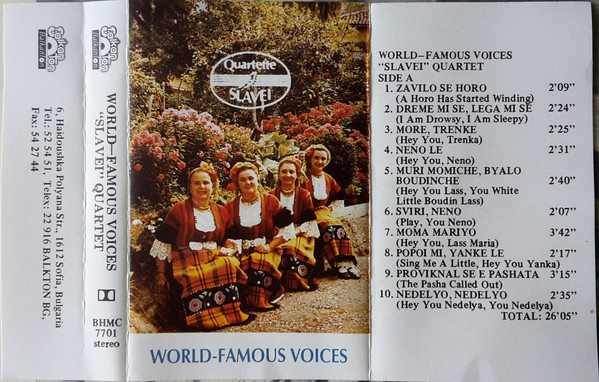 Balkanton
Balkanton
6, Haidoushka Polyana Str., 1612 Sofia, Bulgaria
Tel.: 52 54 51, Telex: 22 916 BALKTON BG,
Fax.: 54 27 44
WORLD–FAMOUS VOICES
"SLAVEI" QUARTET
BHMC
7701
stereo
Quartette
SLAVEI
WORLD-FAMOUS VOICES
WORLD–FAMOUS VOICES
"SLAVEI" QUARTET
SIDE A
1. ZAVILO SE HORO 2'09"
(A Horo Has Started Winding)
2. DREME MI SE, LEGA MI SE 2'24"
(I Am Drowsy, I Am Sleepy)
3. MORE, TRENKE 2'25"
(Hey You, Trenka)
4. NENO LE 2'31"
(Hey You, Neno)
5. MURI MOMICHE, BYALO
BOUDINCHE 2'40"
(Hey You Lass, You White
Little Boudin Lass)
6. SVIRI, NENO 2'07"
(Play, You Neno)
7. MOMA MARIYO 3'42"
(Hey You, Lass Maria)
8. POPOI MI, YANKE LE 2'17"
(Sing Me A Little, Hey You Yanka)
9. PROVIKNAL SE E PASHATA 3'15"
(The Pasha Called Out)
10. NEDELYO, NEDELYO 2'35"
(Hey You Nedelya, You Nedelya)
TOTAL: 26'05"